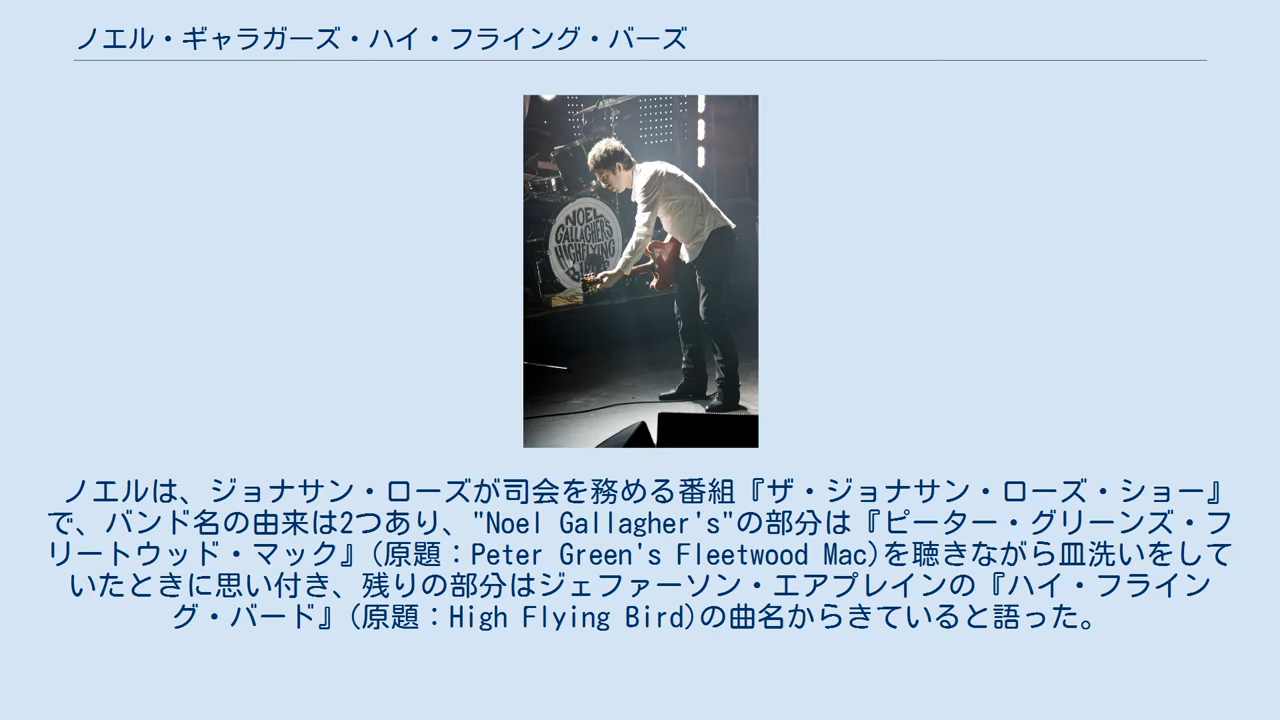 ノエル・ギャラガーズ・ハイ・フライング・バーズ
NOEL
GALLAGHER'S
HIGH FLYING
BIRDS
ノエルは、ジョナサン・ローズが司会を務める番組『ザ・ジョナサン・ローズ・ショー』
で、バンド名の由来は2つあり、"Noel Gallagher's"の部分は『ピーター・グリーンズ・フ
リートウッド・マック』(原題：Peter Green's Fleetwood Mac)を聴きながら皿洗いをして
いたときに思い付き、残りの部分はジェファーソン・エアプレインの『ハイ・フライン
グ・バード』(原題：High Flying Bird)の曲名からきていると語った。